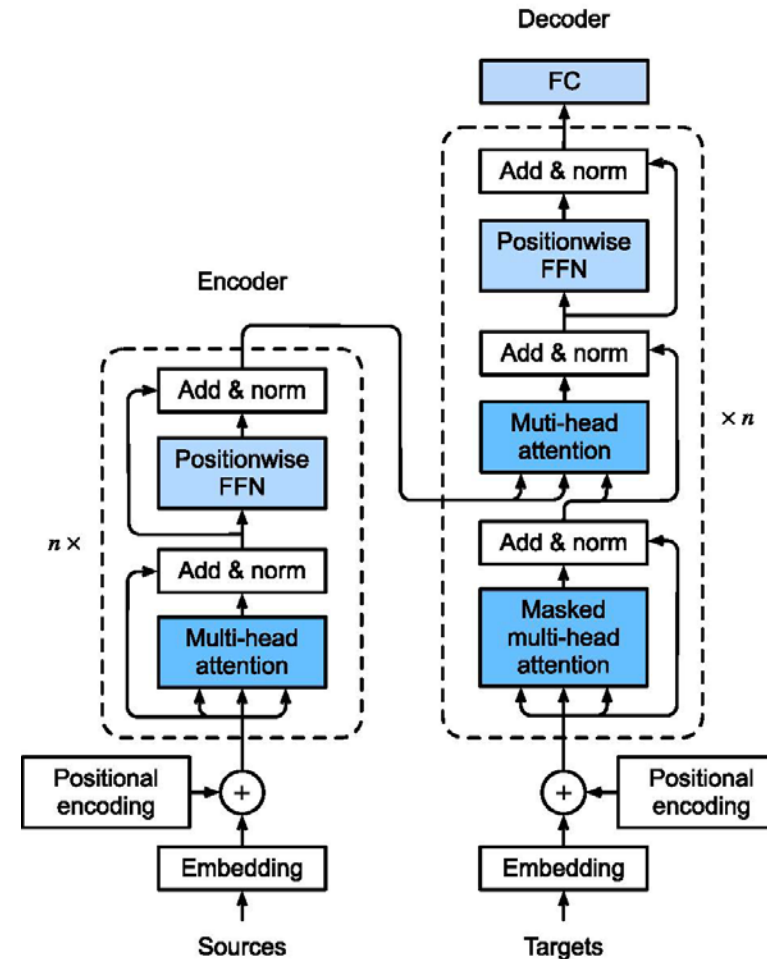 Decoder
FC
Add & norm
Positionwise
FFN
Encoder
Add & norm
Add & norm
Muti-head
attention
× n
Positionwise
FFN
n ×
Add & norm
Add & norm
Multi-head
attention
Masked
multi-head
attention
Positional
encoding
+
+
Positional
encoding
Embedding
Embedding
Sources
Targets